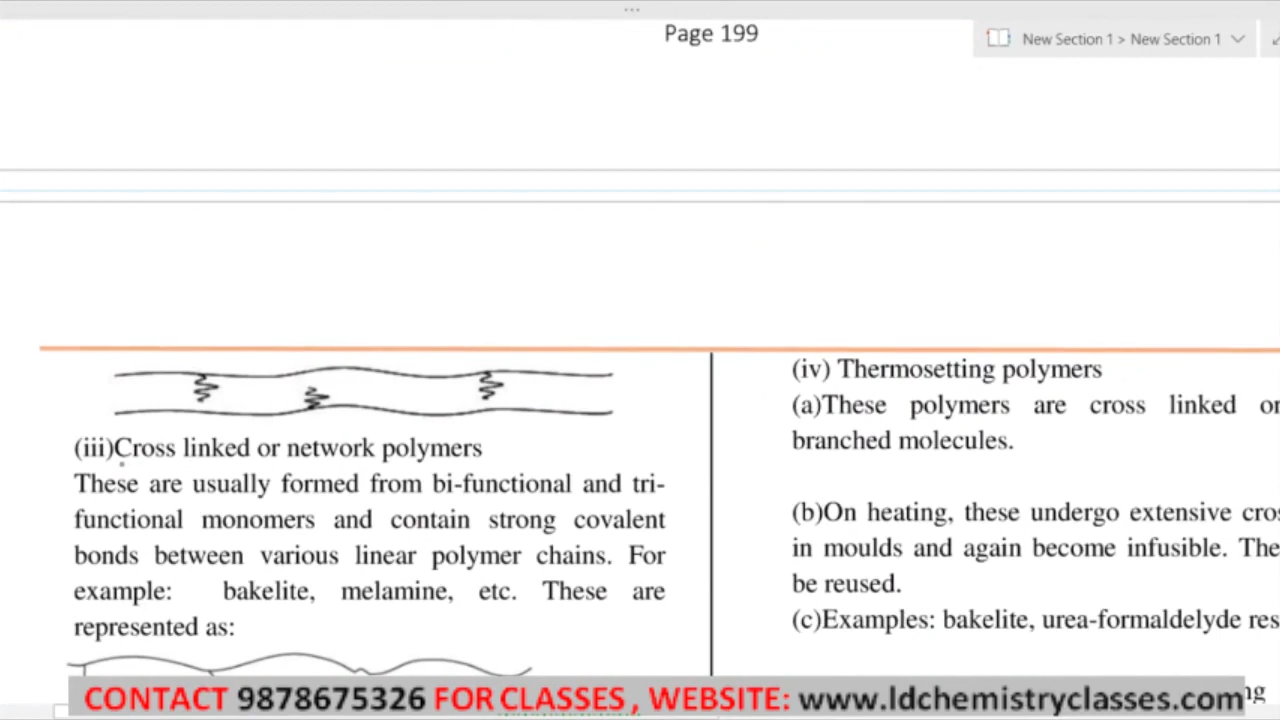 ...
Page 199
New Section 1 > New Section 1
(iii)Cross linked or network polymers
These are usually formed from bi-functional and tri-
functional monomers and contain strong covalent
bonds between various linear polymer chains. For
example: bakelite, melamine, etc. These are
represented as:
(iv) Thermosetting polymers
(a)These polymers are cross linked or
branched molecules.
(b)On heating, these undergo extensive cros
in moulds and again become infusible. The
be reused.
(c)Examples: bakelite, urea-formaldelyde res
CONTACT 9878675326 FOR CLASSES , WEBSITE: www.ldchemistryclasses.com